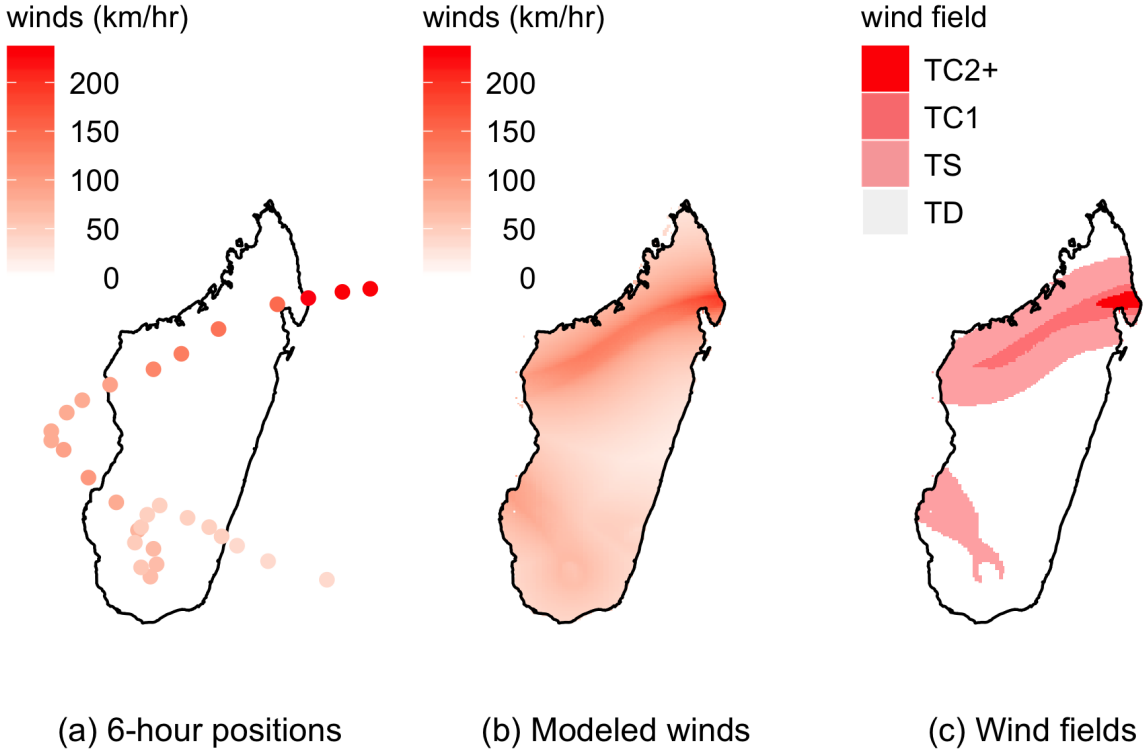 winds (km/hr)
200
150
100
50
0
(a) 6-hour positions
winds (km/hr)
200
150
100
50
0
(b) Modeled winds
wind field
TC2+
TC1
TS
TD
(c) Wind fields